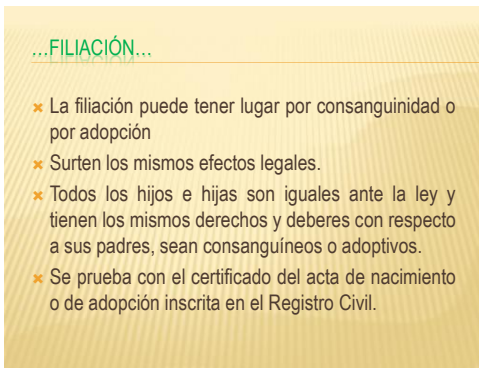 ...FILIACIÓN...
La filiación puede tener lugar por consanguinidad o
por adopción
Surten los mismos efectos legales.
Todos los hijos e hijas son iguales ante la ley y
tienen los mismos derechos y deberes con respecto
a sus padres, sean consanguíneos o adoptivos.
Se prueba con el certificado del acta de nacimiento
o de adopción inscrita en el Registro Civil.